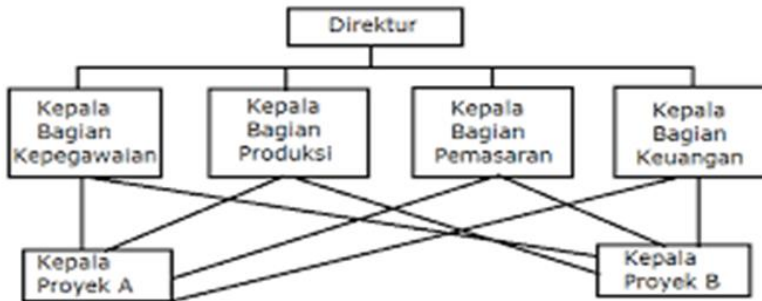 Direktur
Kepala
Bagian
Kepegawaian
Kepala
Bagian
Produksi
Kepala
Bagian
Pemasaran
Kepala
Bagian
Keuangan
Kepala
Proyek A
Kepala
Proyek B